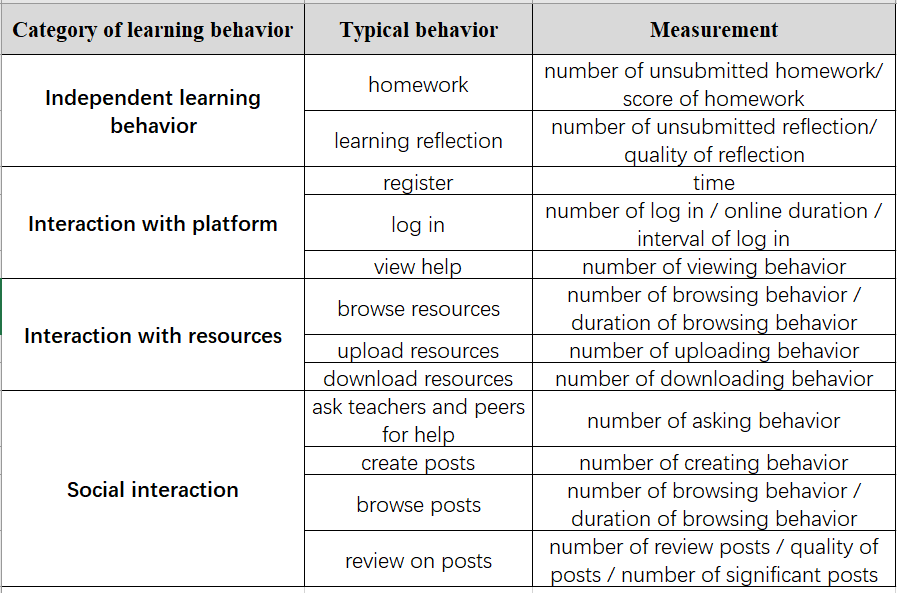 Category of learning behavior Typical behavior Measurement
Independent learning
behavior
homework
number of unsubmitted homework/
score of homework
learning reflection
number of unsubmitted reflection/
quality of reflection
Interaction with platform
register
time
log in
number of log in / online duration /
interval of log in
view help
number of viewing behavior
Interaction with resources
browse resources
number of browsing behavior /
duration of browsing behavior
upload resources
number of uploading behavior
download resources
number of downloading behavior
Social interaction
ask teachers and peers
for help
number of asking behavior
create posts
number of creating behavior
browse posts
number of browsing behavior /
duration of browsing behavior
review on posts
number of review posts / quality of
posts / number of significant posts